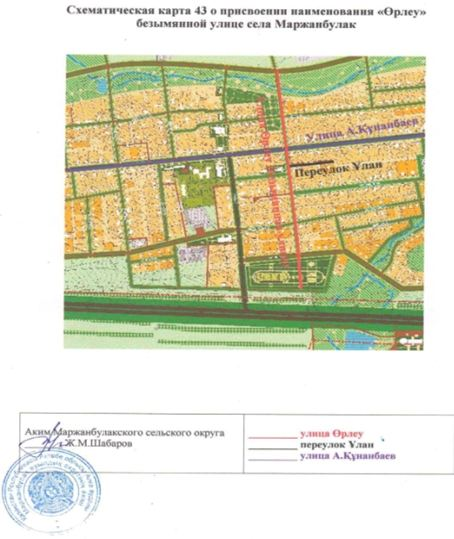 Схематическая карта 43 о присвоении наименования «Өрлеу»
безымянной улице села Маржанбулак
Улица А.Құнанбаев
Переулок Ұлан
Аким Маржанбулакского сельского округа
Ж.М.Шабаров
улица Өрлеу
переулок Ұлан
улица А.Құнанбаев